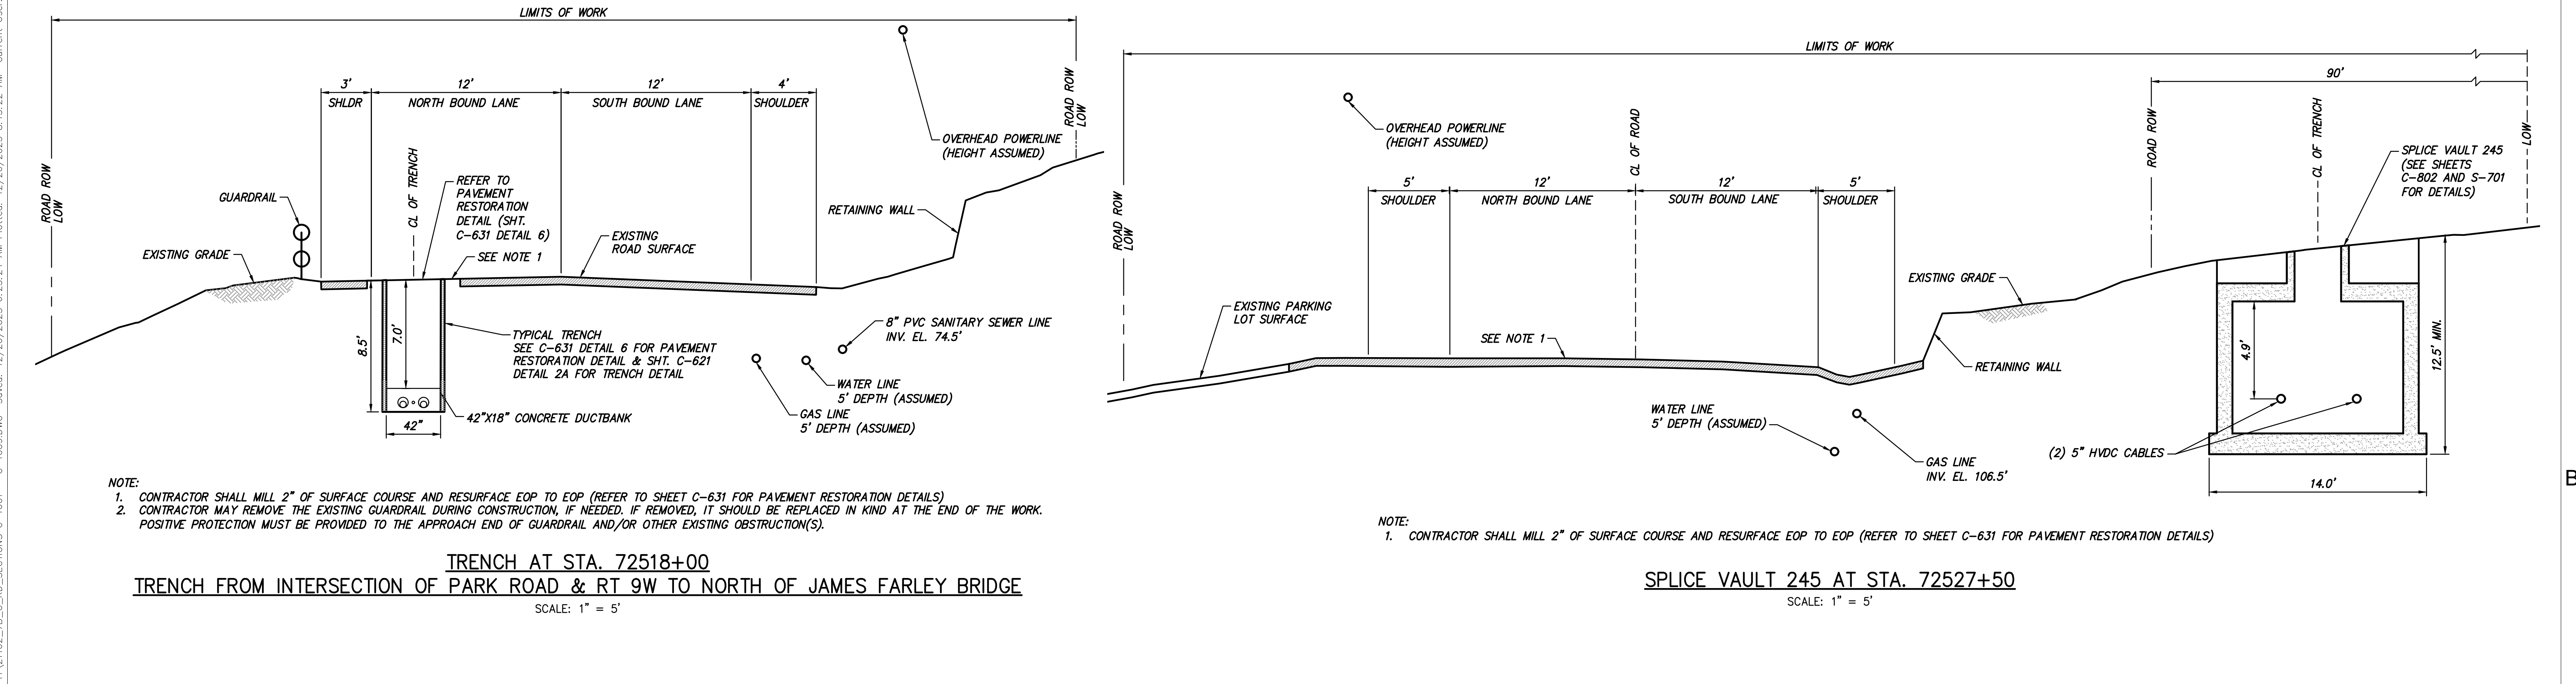 LIMITS OF WORK
3'
12'
12'
4'
SHLDR
NORTH BOUND LANE
SOUTH BOUND LANE
SHOULDER
ROAD ROW
LOW
ROAD ROW
LOW
OVERHEAD POWERLINE
(HEIGHT ASSUMED)
CL OF TRENCH
REFER TO
PAVEMENT
RESTORATION
DETAIL (SHT.
C-631 DETAIL 6)
GUARDRAIL
EXISTING GRADE
SEE NOTE 1
EXISTING
ROAD SURFACE
RETAINING WALL
8.5'
7.0'
TYPICAL TRENCH
SEE C-631 DETAIL 6 FOR PAVEMENT
RESTORATION DETAIL & SHT. C-621
DETAIL 2A FOR TRENCH DETAIL
8" PVC SANITARY SEWER LINE
INV. EL. 74.5'
WATER LINE
5' DEPTH (ASSUMED)
GAS LINE
5' DEPTH (ASSUMED)
42"X18" CONCRETE DUCTBANK
42"
NOTE:
1. CONTRACTOR SHALL MILL 2" OF SURFACE COURSE AND RESURFACE EOP TO EOP (REFER TO SHEET C-631 FOR PAVEMENT RESTORATION DETAILS)
2. CONTRACTOR MAY REMOVE THE EXISTING GUARDRAIL DURING CONSTRUCTION, IF NEEDED. IF REMOVED, IT SHOULD BE REPLACED IN KIND AT THE END OF THE WORK.
POSITIVE PROTECTION MUST BE PROVIDED TO THE APPROACH END OF GUARDRAIL AND/OR OTHER EXISTING OBSTRUCTION(S).
TRENCH AT STA. 72518+00
TRENCH FROM INTERSECTION OF PARK ROAD & RT 9W TO NORTH OF JAMES FARLEY BRIDGE
SCALE: 1" = 5'
LIMITS OF WORK
90'
ROAD ROW
LOW
OVERHEAD POWERLINE
(HEIGHT ASSUMED)
CL OF ROAD
5'
12'
12'
5'
SHOULDER
NORTH BOUND LANE
SOUTH BOUND LANE
SHOULDER
ROAD ROW
CL OF TRENCH
LOW
SPLICE VAULT 245
(SEE SHEETS
C-802 AND S-701
FOR DETAILS)
EXISTING GRADE
EXISTING PARKING
LOT SURFACE
SEE NOTE 1
RETAINING WALL
4.9'
12.5' MIN.
WATER LINE
5' DEPTH (ASSUMED)
GAS LINE
INV. EL. 106.5'
(2) 5" HVDC CABLES
14.0'
NOTE:
1. CONTRACTOR SHALL MILL 2" OF SURFACE COURSE AND RESURFACE EOP TO EOP (REFER TO SHEET C-631 FOR PAVEMENT RESTORATION DETAILS)
SPLICE VAULT 245 AT STA. 72527+50
SCALE: 1" = 5'
B